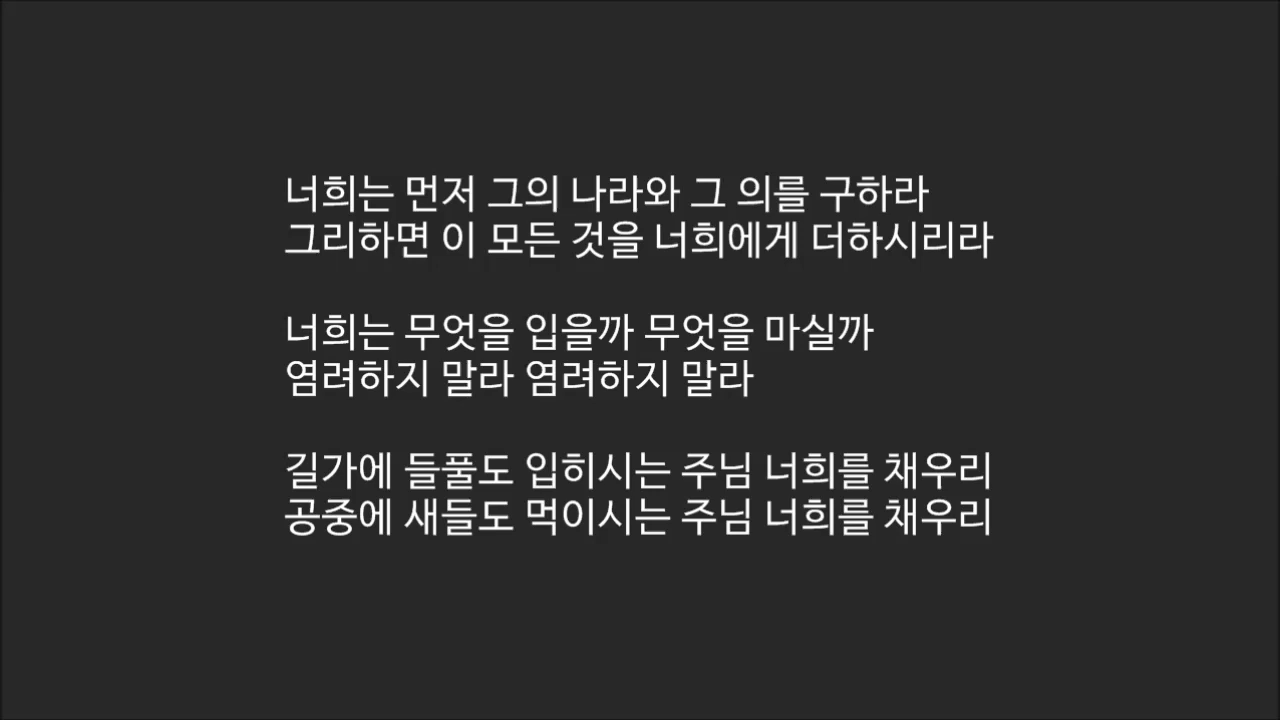 너희는 먼저 그의 나라와 그 의를 구하라
그리하면 이 모든 것을 너희에게 더하시리라
너희는 무엇을 입을까 무엇을 마실까
염려하지 말라 염려하지 말라
길가에 들풀도 입히시는 주님 너희를 채우리
공중에 새들도 먹이시는 주님 너희를 채우리